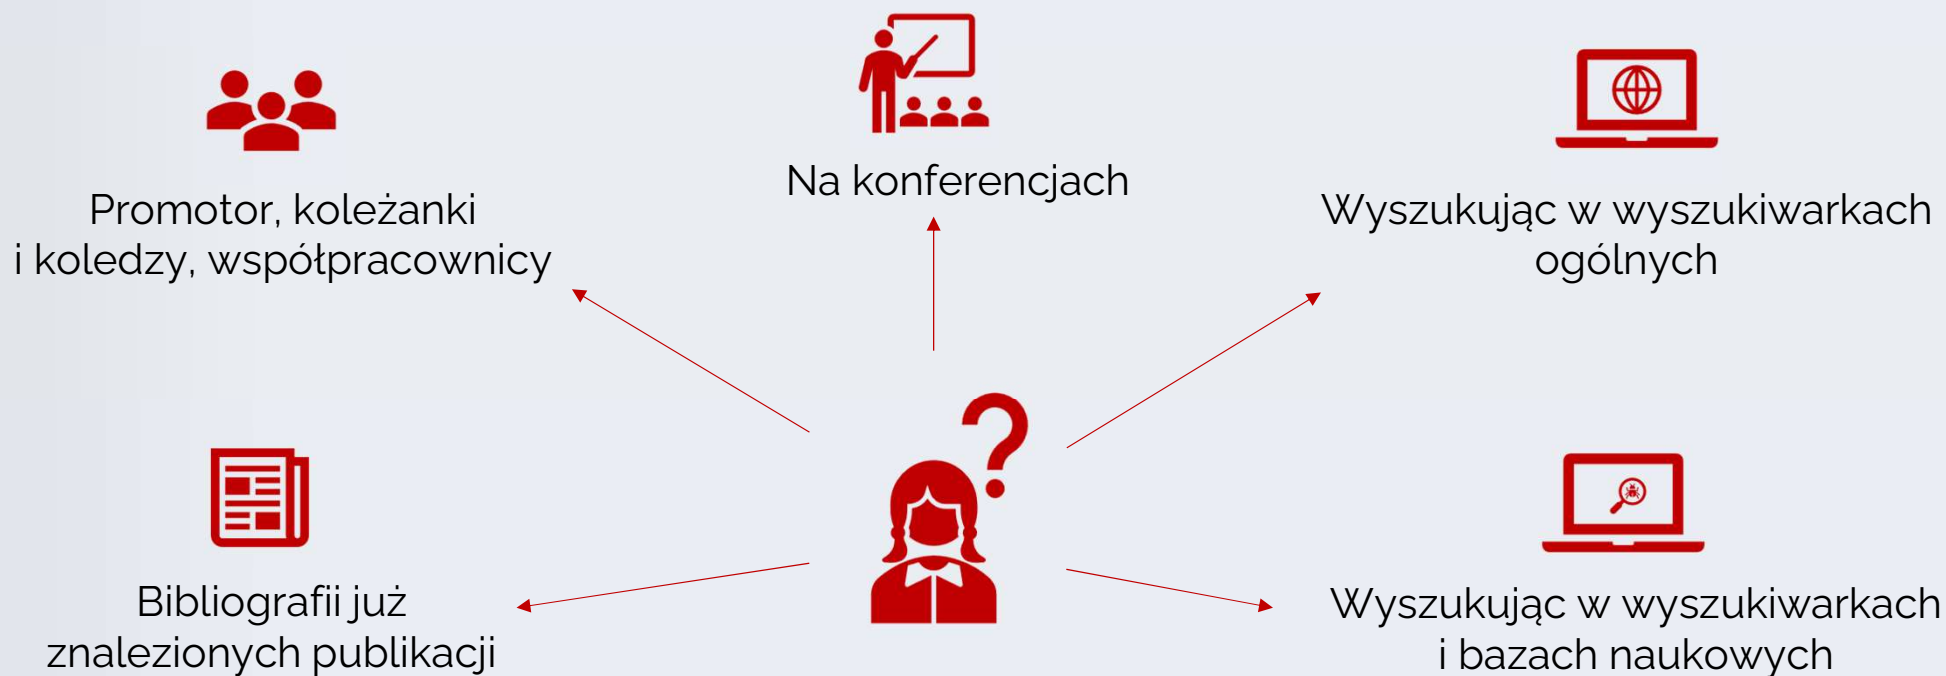 Promotor, koleżanki
i koledzy, współpracownicy
Na konferencjach
Wyszukując w wyszukiwarkach
ogólnych
Bibliografii już
znalezionych publikacji
Wyszukując w wyszukiwarkach
i bazach naukowych